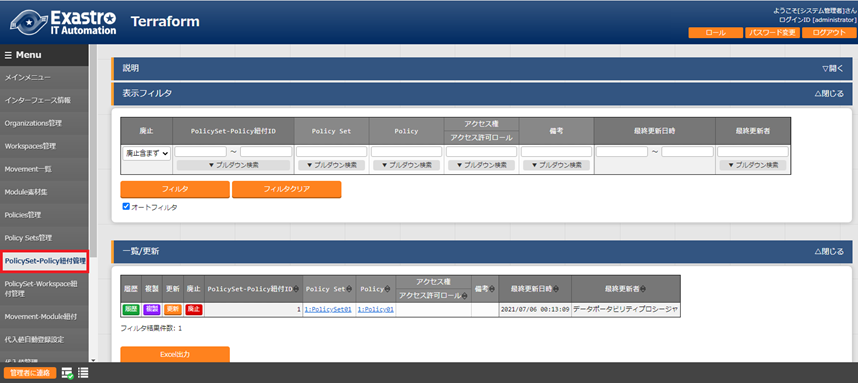 Exastro
IT Automation
Terraform
ようこそ[システム管理者]さん
ログインID [administrator]
ロール パスワード変更 ログアウト
☰ Menu
メインメニュー
インターフェース情報
Organizations管理
Workspaces管理
Movement一覧
Module素材集
Policies管理
Policy Sets管理
PolicySet-Policy紐付管理
PolicySet-Workspace紐付管理
Movement-Module紐付
代入値自動登録設定
代入値管理
管理者に連絡
説明 ▽開く
表示フィルタ △閉じる
廃止 PolicySet-Policy紐付ID Policy Set Policy アクセス権 備考 最終更新日時 最終更新者
アクセス許可ロール
廃止含まず ～ ～
▼プルダウン検索 ▼プルダウン検索 ▼プルダウン検索 ▼プルダウン検索 ▼プルダウン検索 ▼プルダウン検索
フィルタ フィルタクリア
オートフィルタ
一覧/更新 △閉じる
履歴 複製 更新 廃止 PolicySet-Policy紐付ID Policy Set Policy アクセス権 備考 最終更新日時 最終更新者
アクセス許可ロール
履歴 複製 更新 廃止 1 1:PolicySet01 1:Policy01 2021/07/06 00:13:09 データポータビリティプロシージャ
フィルタ結果件数: 1
Excel出力